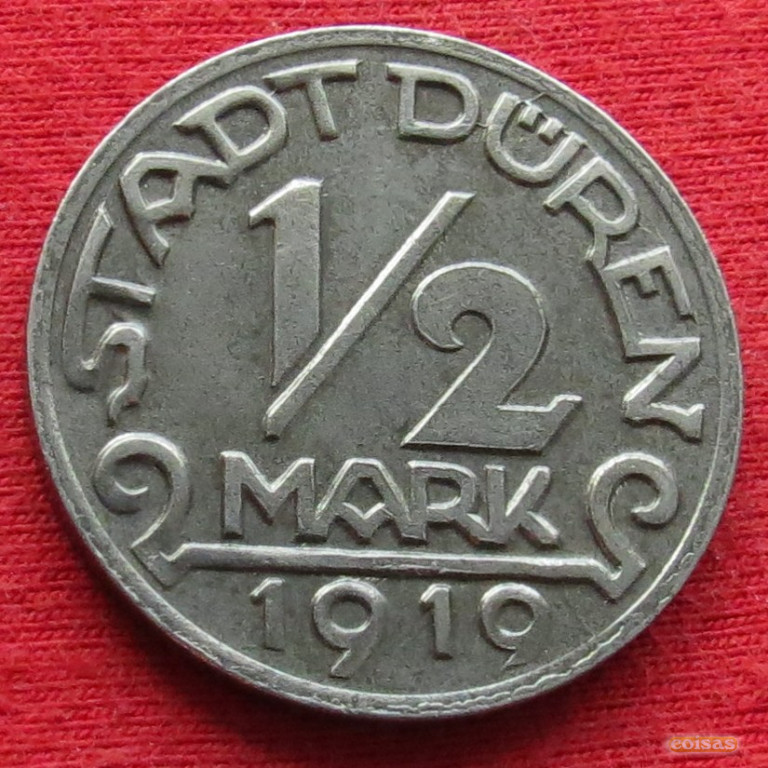 STADT DÜREN
1/2
MARK
1919
eoisas